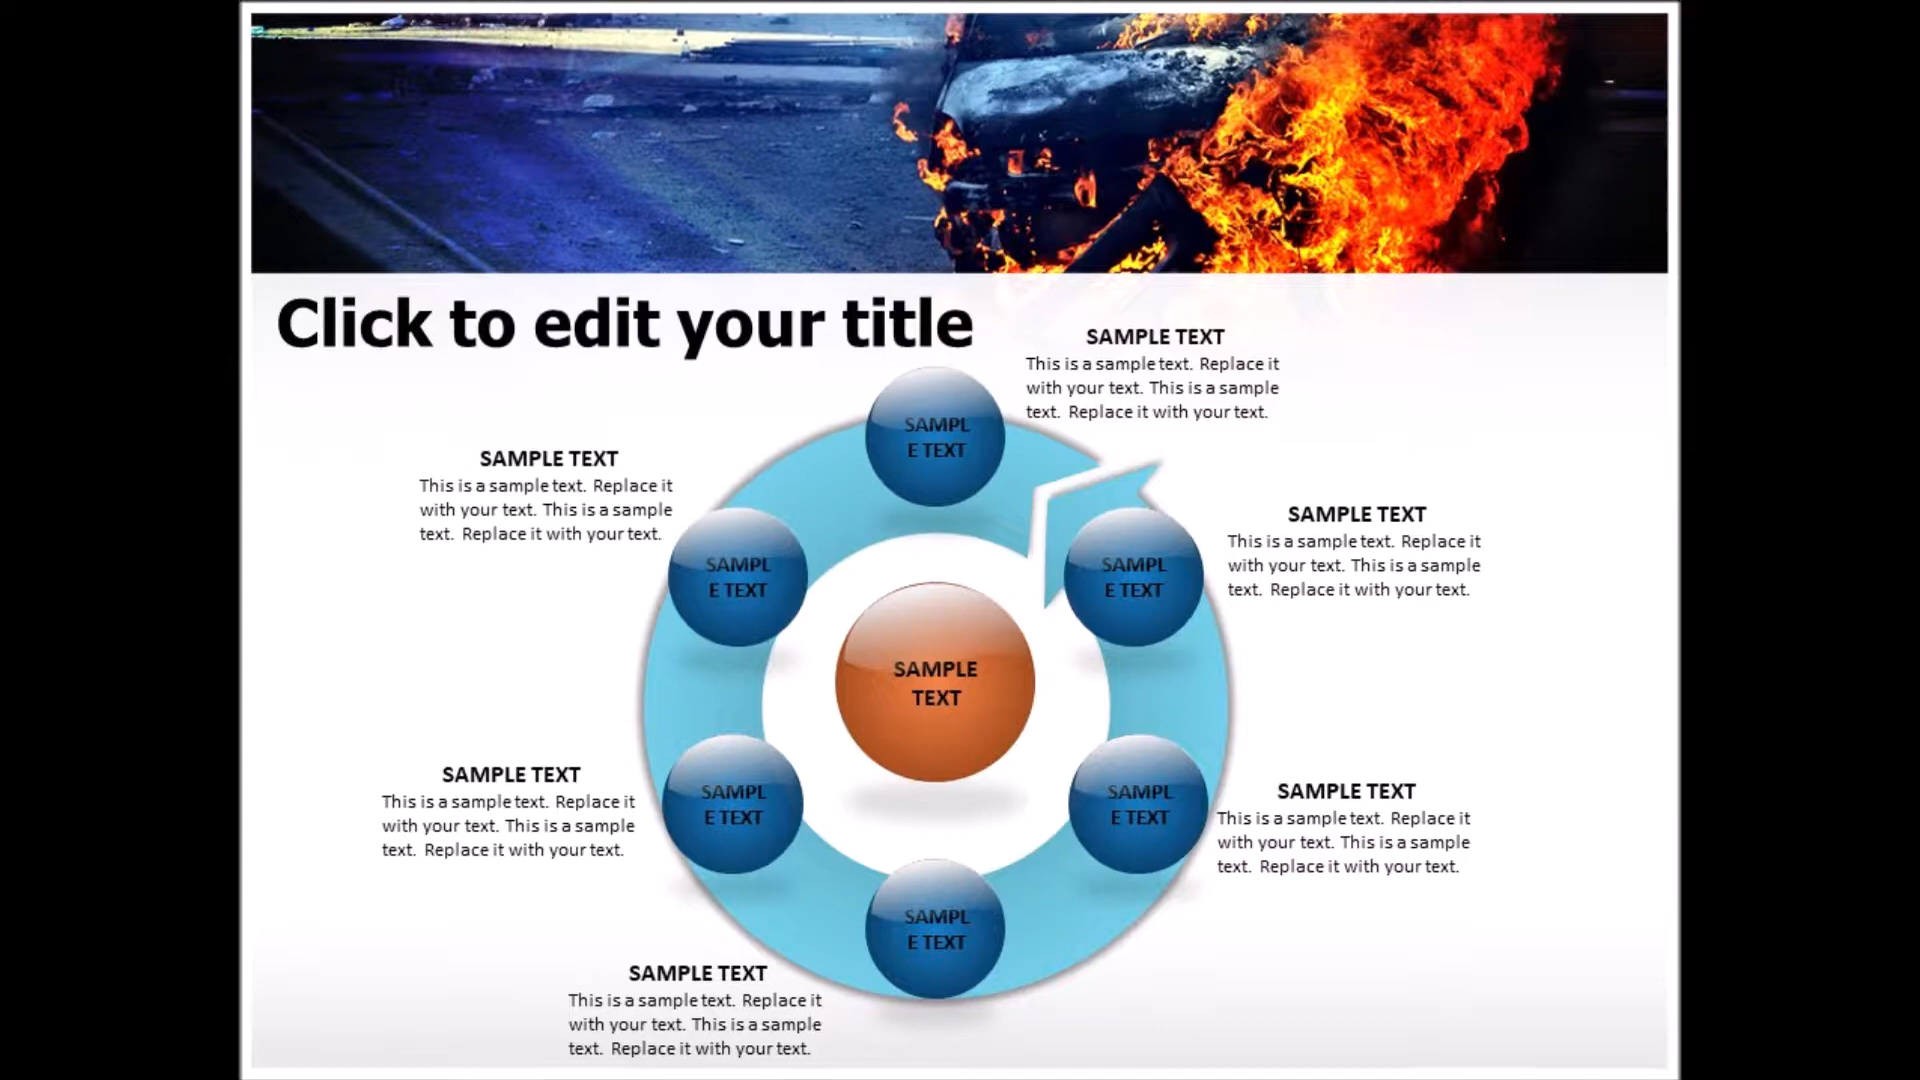 Click to edit your title
SAMPLE TEXT
This is a sample text. Replace it
with your text. This is a sample
text. Replace it with your text.
SAMPL
E TEXT
SAMPLE TEXT
This is a sample text. Replace it
with your text. This is a sample
text. Replace it with your text.
SAMPL
E TEXT
SAMPL
E TEXT
SAMPLE TEXT
This is a sample text. Replace it
with your text. This is a sample
text. Replace it with your text.
SAMPLE
TEXT
SAMPLE TEXT
This is a sample text. Replace it
with your text. This is a sample
text. Replace it with your text.
SAMPL
E TEXT
SAMPL
E TEXT
SAMPLE TEXT
This is a sample text. Replace it
with your text. This is a sample
text. Replace it with your text.
SAMPL
E TEXT
SAMPLE TEXT
This is a sample text. Replace it
with your text. This is a sample
text. Replace it with your text.